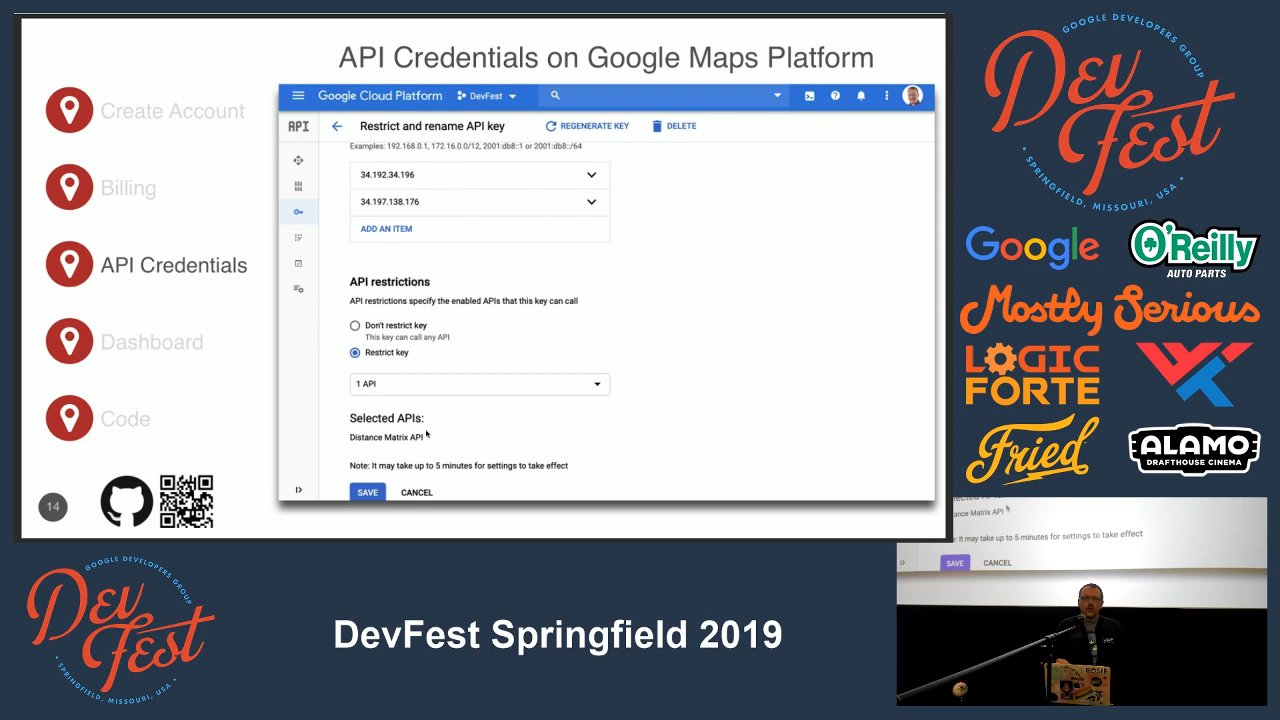 API Credentials on Google Maps Platform
Create Account
Billing
API Credentials
Dashboard
Code
14
Google Cloud Platform
DevFest
API
Restrict and rename API key
REGENERATE KEY
DELETE
Examples: 192.168.0.1, 172.16.0.0/12, 2001:db8::1 or 2001:db8::/64
34.192.34.196
34.197.138.176
ADD AN ITEM
API restrictions
API restrictions specify the enabled APIs that this key can call
Don't restrict key
This key can call any API
Restrict key
1 API
Selected APIs:
Distance Matrix API
Note: It may take up to 5 minutes for settings to take effect
SAVE
CANCEL
GOOGLE DEVELOPERS GROUP
Dev
Fest
SPRINGFIELD, MISSOURI, USA
Google
O'Reilly
AUTO PARTS
Mostly Serious
LOGIC
FORTE
Fried
ALAMO
DRAFTHOUSE CINEMA
Matrix API
: It may take up to 5 minutes for settings to take effect
SAVE
CANCEL
ROSIE
GOOGLE DEVELOPERS GROUP
Dev
Fest
SPRINGFIELD, MISSOURI, USA
DevFest Springfield 2019